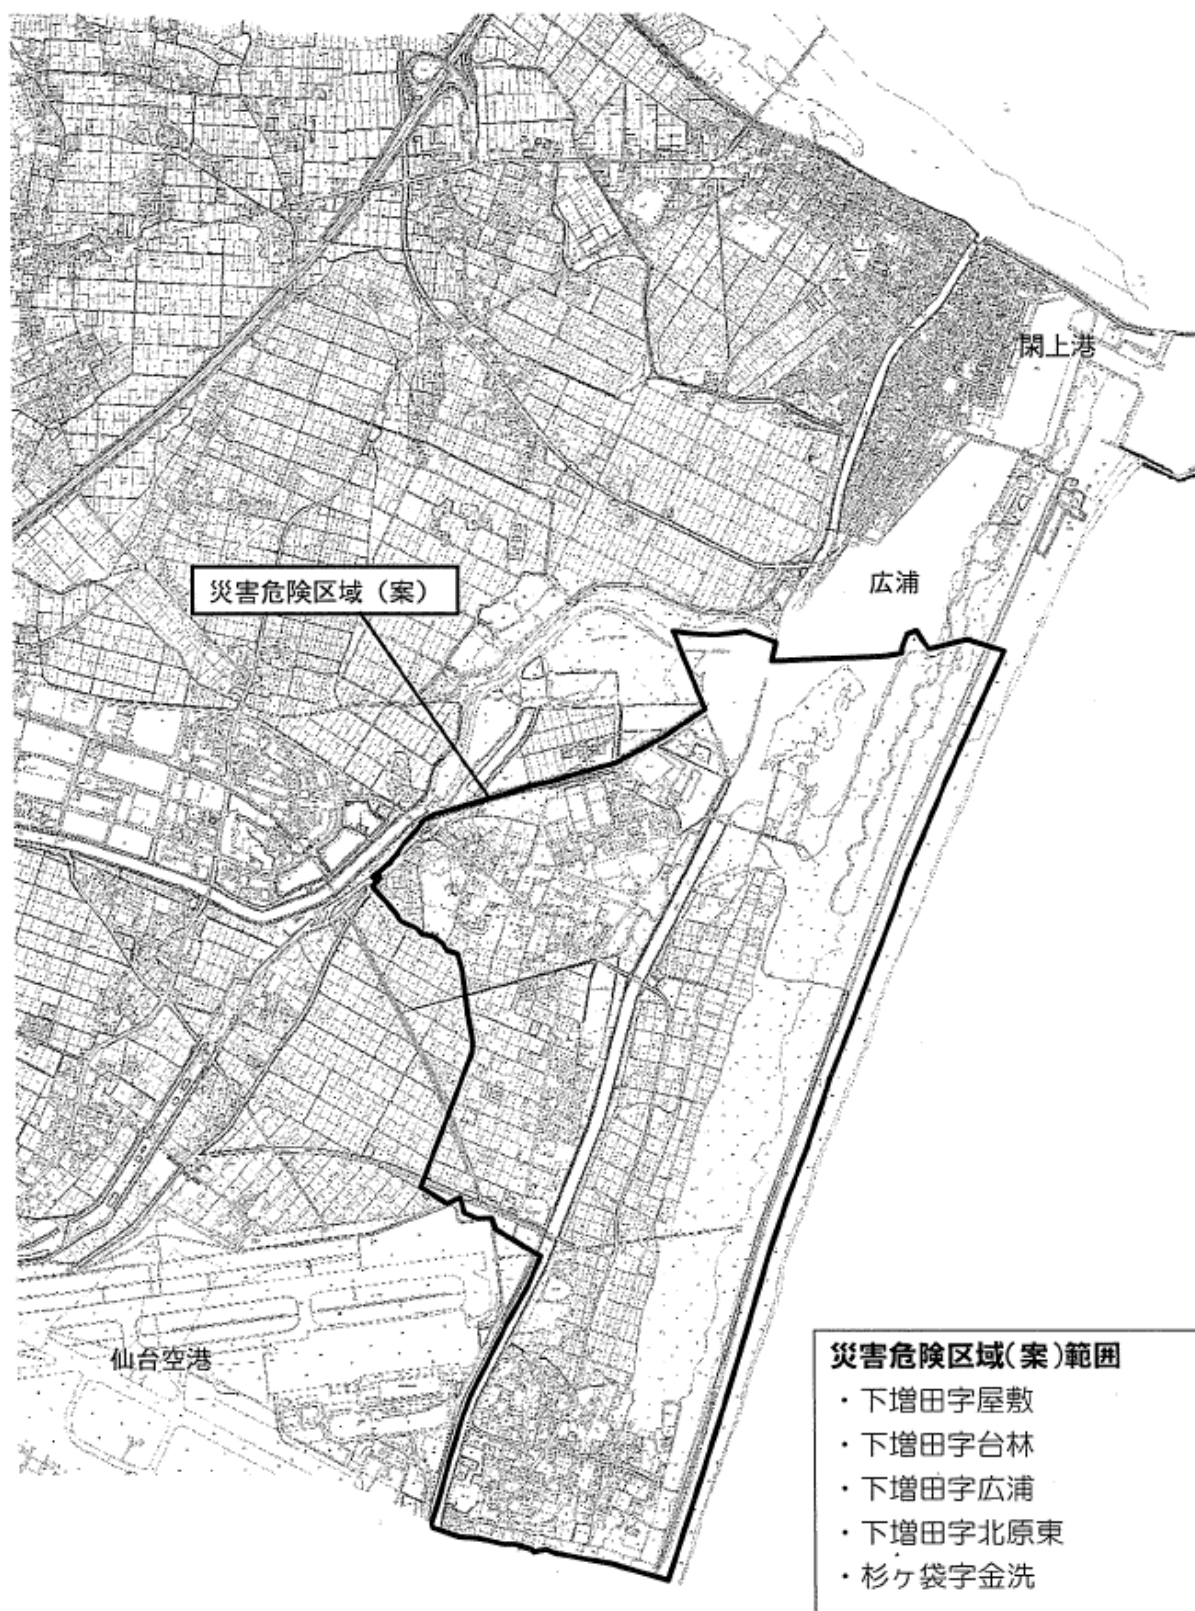 閖上港
災害危険区域（案）
広浦
仙台空港
災害危険区域(案)範囲
・下増田字屋敷
・下増田字台林
・下増田字広浦
・下増田字北原東
・杉ヶ袋字金洗